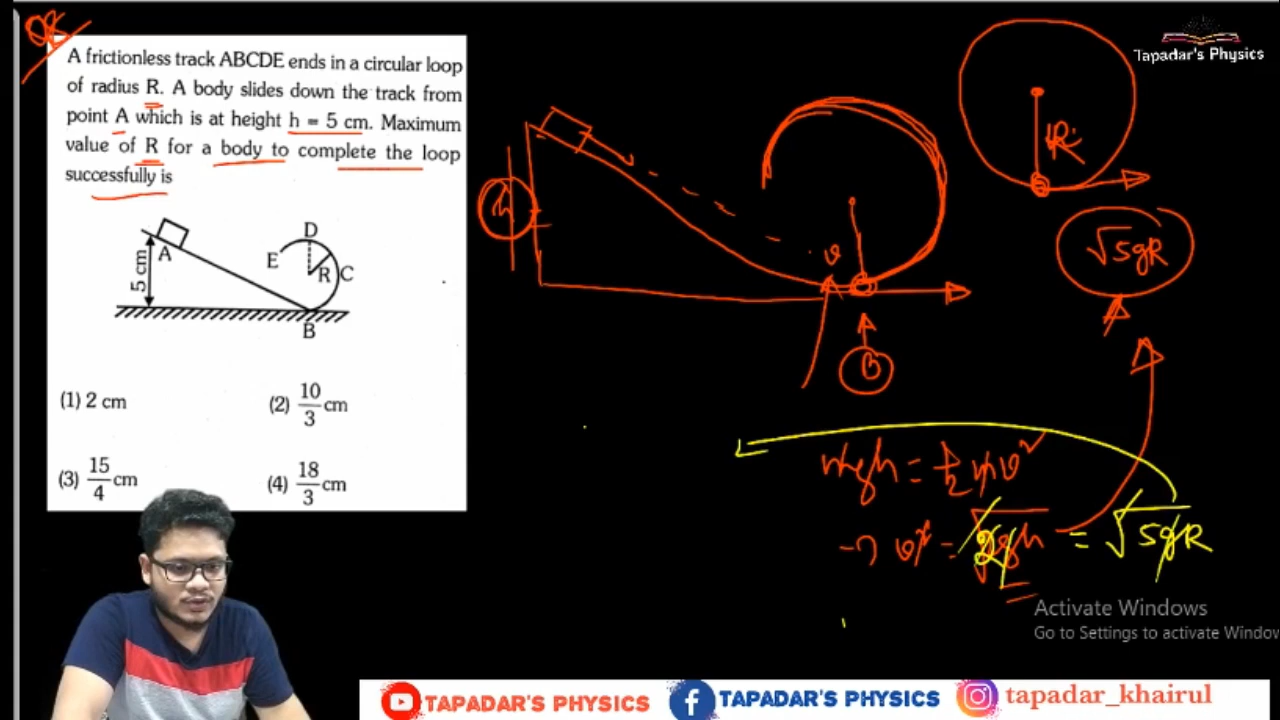 Q8
A frictionless track ABCDE ends in a circular loop
of radius R. A body slides down the track from
point A which is at height h = 5 cm. Maximum
value of R for a body to complete the loop
successfully is
A
5 cm
B
C
D
E
R
(1) 2 cm
(2) 10/3 cm
(3) 15/4 cm
(4) 18/3 cm
h
v
B
R
√5gR
mgh = ½mv²
→ v = √2gh = √5gR
Tapadar's Physics
Activate Windows
Go to Settings to activate Window
TAPADAR'S PHYSICS
TAPADAR'S PHYSICS
tapadar_khairul